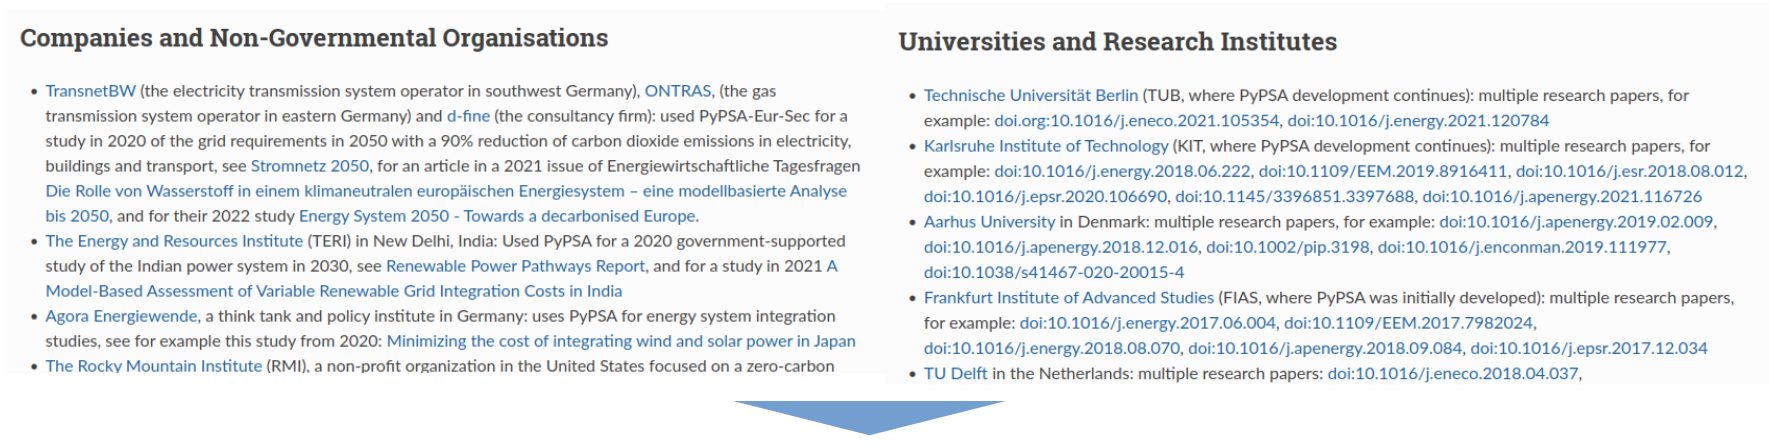 Companies and Non-Governmental Organisations
• TransnetBW (the electricity transmission system operator in southwest Germany), ONTRAS, (the gas
transmission system operator in eastern Germany) and d-fine (the consultancy firm): used PyPSA-Eur-Sec for a
study in 2020 of the grid requirements in 2050 with a 90% reduction of carbon dioxide emissions in electricity,
buildings and transport, see Stromnetz 2050, for an article in a 2021 issue of Energiewirtschaftliche Tagesfragen
Die Rolle von Wasserstoff in einem klimaneutralen europäischen Energiesystem – eine modellbasierte Analyse
bis 2050, and for their 2022 study Energy System 2050 - Towards a decarbonised Europe.
• The Energy and Resources Institute (TERI) in New Delhi, India: Used PyPSA for a 2020 government-supported
study of the Indian power system in 2030, see Renewable Power Pathways Report, and for a study in 2021 A
Model-Based Assessment of Variable Renewable Grid Integration Costs in India
• Agora Energiewende, a think tank and policy institute in Germany: uses PyPSA for energy system integration
studies, see for example this study from 2020: Minimizing the cost of integrating wind and solar power in Japan
• The Rocky Mountain Institute (RMI), a non-profit organization in the United States focused on a zero-carbon
Universities and Research Institutes
• Technische Universität Berlin (TUB, where PyPSA development continues): multiple research papers, for
example: doi.org:10.1016/j.eneco.2021.105354, doi:10.1016/j.energy.2021.120784
• Karlsruhe Institute of Technology (KIT, where PyPSA development continues): multiple research papers, for
example: doi:10.1016/j.energy.2018.06.222, doi:10.1109/EEM.2019.8916411, doi:10.1016/j.esr.2018.08.012,
doi:10.1016/j.epsr.2020.106690, doi:10.1145/3396851.3397688, doi:10.1016/j.apenergy.2021.116726
• Aarhus University in Denmark: multiple research papers, for example: doi:10.1016/j.apenergy.2019.02.009,
doi:10.1016/j.apenergy.2018.12.016, doi:10.1002/pip.3198, doi:10.1016/j.enconman.2019.111977,
doi:10.1038/s41467-020-20015-4
• Frankfurt Institute of Advanced Studies (FIAS, where PyPSA was initially developed): multiple research papers,
for example: doi:10.1016/j.energy.2017.06.004, doi:10.1109/EEM.2017.7982024,
doi:10.1016/j.energy.2018.08.070, doi:10.1016/j.apenergy.2018.09.084, doi:10.1016/j.epsr.2017.12.034
• TU Delft in the Netherlands: multiple research papers: doi:10.1016/j.eneco.2018.04.037,